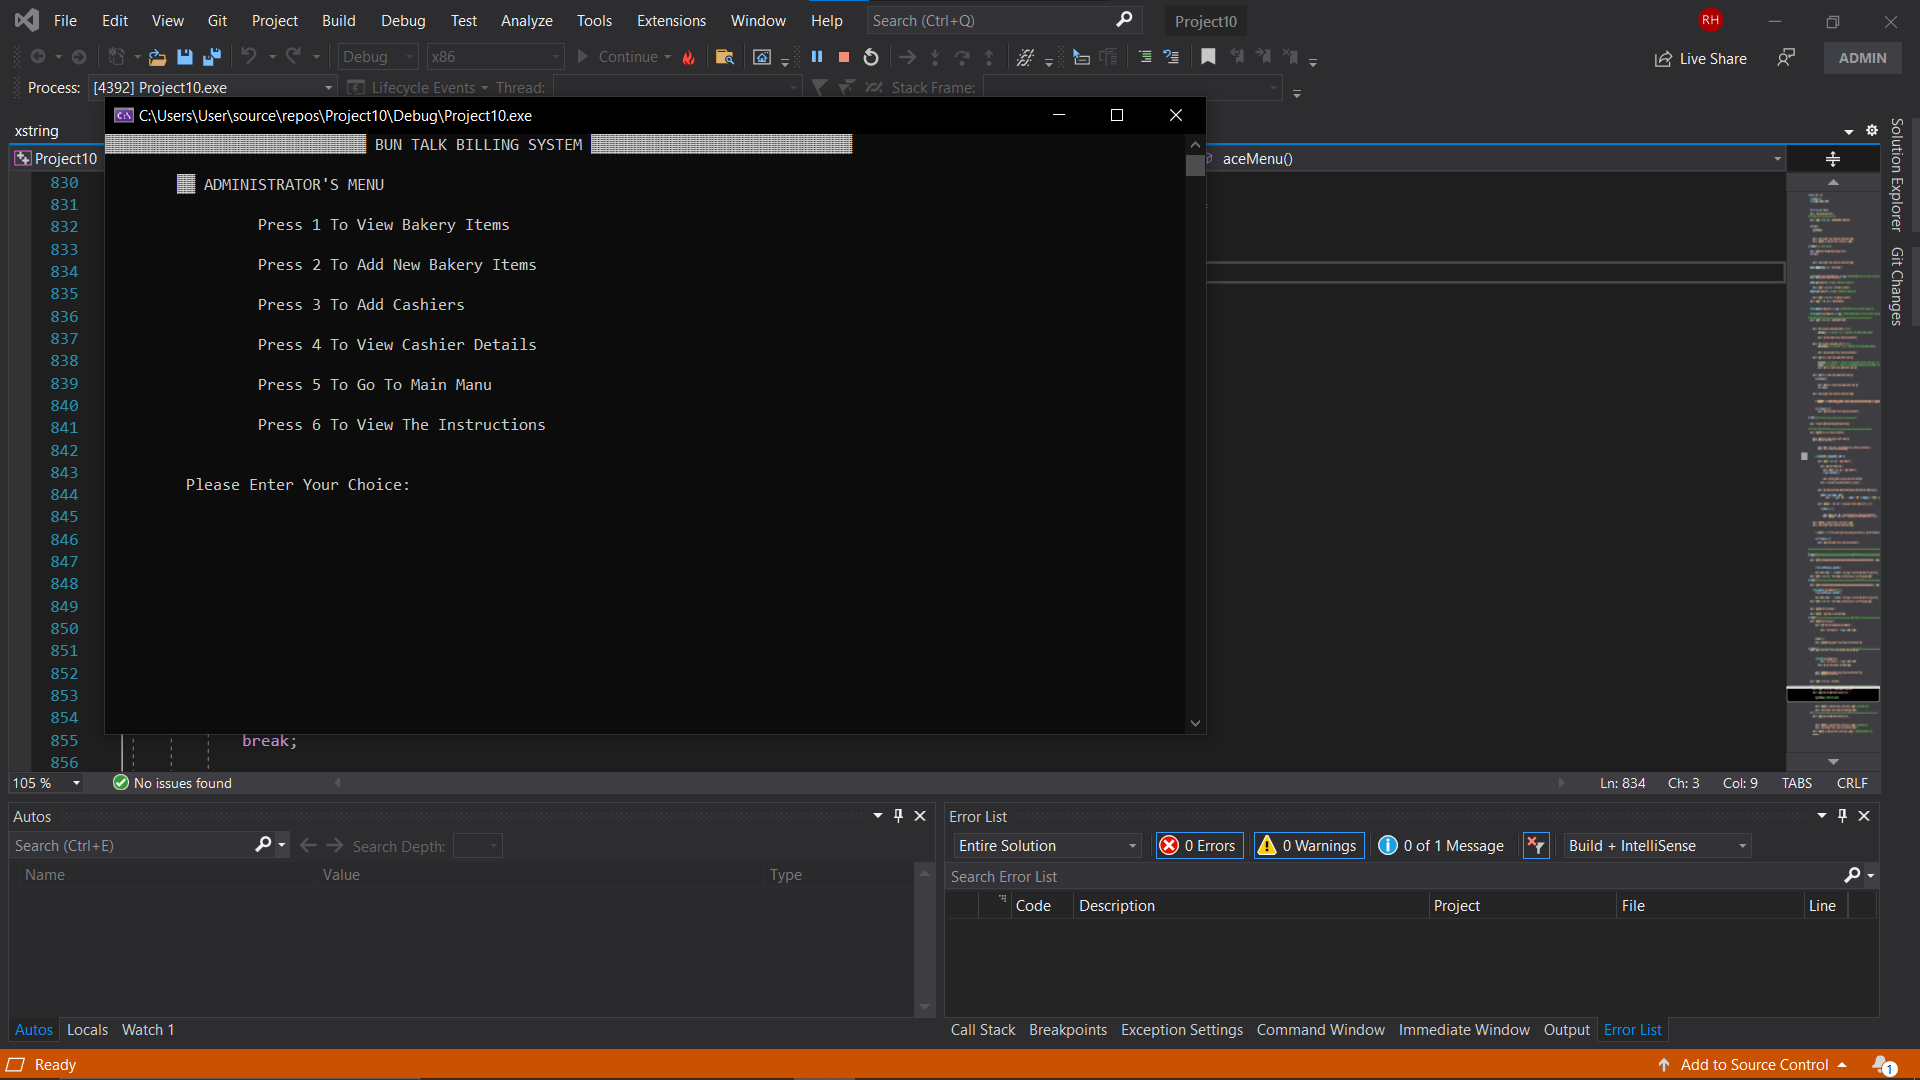 File Edit View Git Project Build Debug Test Analyze Tools Extensions Window Help Search (Ctrl+Q) Project10 RH
Debug x86 Continue Live Share ADMIN
Process: [4392] Project10.exe Lifecycle Events Thread: Stack Frame:
C:\ C:\Users\User\source\repos\Project10\Debug\Project10.exe
xstring
Project10
aceMenu()
BUN TALK BILLING SYSTEM
ADMINISTRATOR'S MENU
Press 1 To View Bakery Items
Press 2 To Add New Bakery Items
Press 3 To Add Cashiers
Press 4 To View Cashier Details
Press 5 To Go To Main Manu
Press 6 To View The Instructions
Please Enter Your Choice:
830
831
832
833
834
835
836
837
838
839
840
841
842
843
844
845
846
847
848
849
850
851
852
853
854
855 break;
856
Solution Explorer
Git Changes
105 % No issues found Ln: 834 Ch: 3 Col: 9 TABS CRLF
Autos
Search (Ctrl+E) Search Depth:
Name Value Type
Autos Locals Watch 1
Error List
Entire Solution 0 Errors 0 Warnings 0 of 1 Message Build + IntelliSense
Search Error List
Code Description Project File Line
Call Stack Breakpoints Exception Settings Command Window Immediate Window Output Error List
Ready Add to Source Control 1